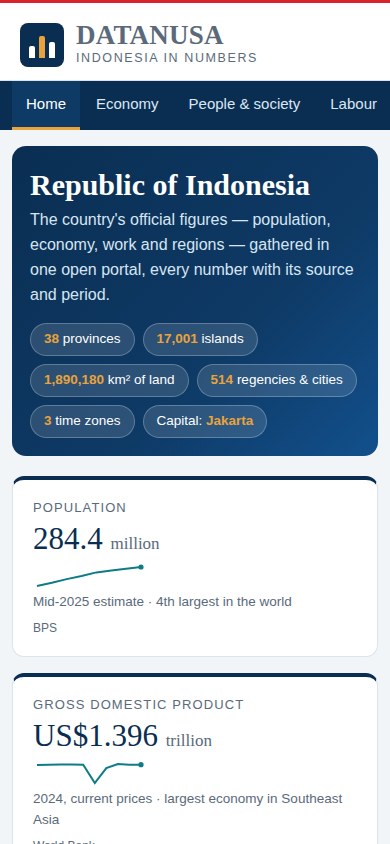 DATANUSA
INDONESIA IN NUMBERS
Home Economy People & society Labour
Republic of Indonesia
The country's official figures — population,
economy, work and regions — gathered in
one open portal, every number with its source
and period.
38 provinces 17,001 islands
1,890,180 km² of land 514 regencies & cities
3 time zones Capital: Jakarta
POPULATION
284.4 million
Mid-2025 estimate · 4th largest in the world
BPS
GROSS DOMESTIC PRODUCT
US$1.396 trillion
2024, current prices · largest economy in Southeast
Asia
World Bank